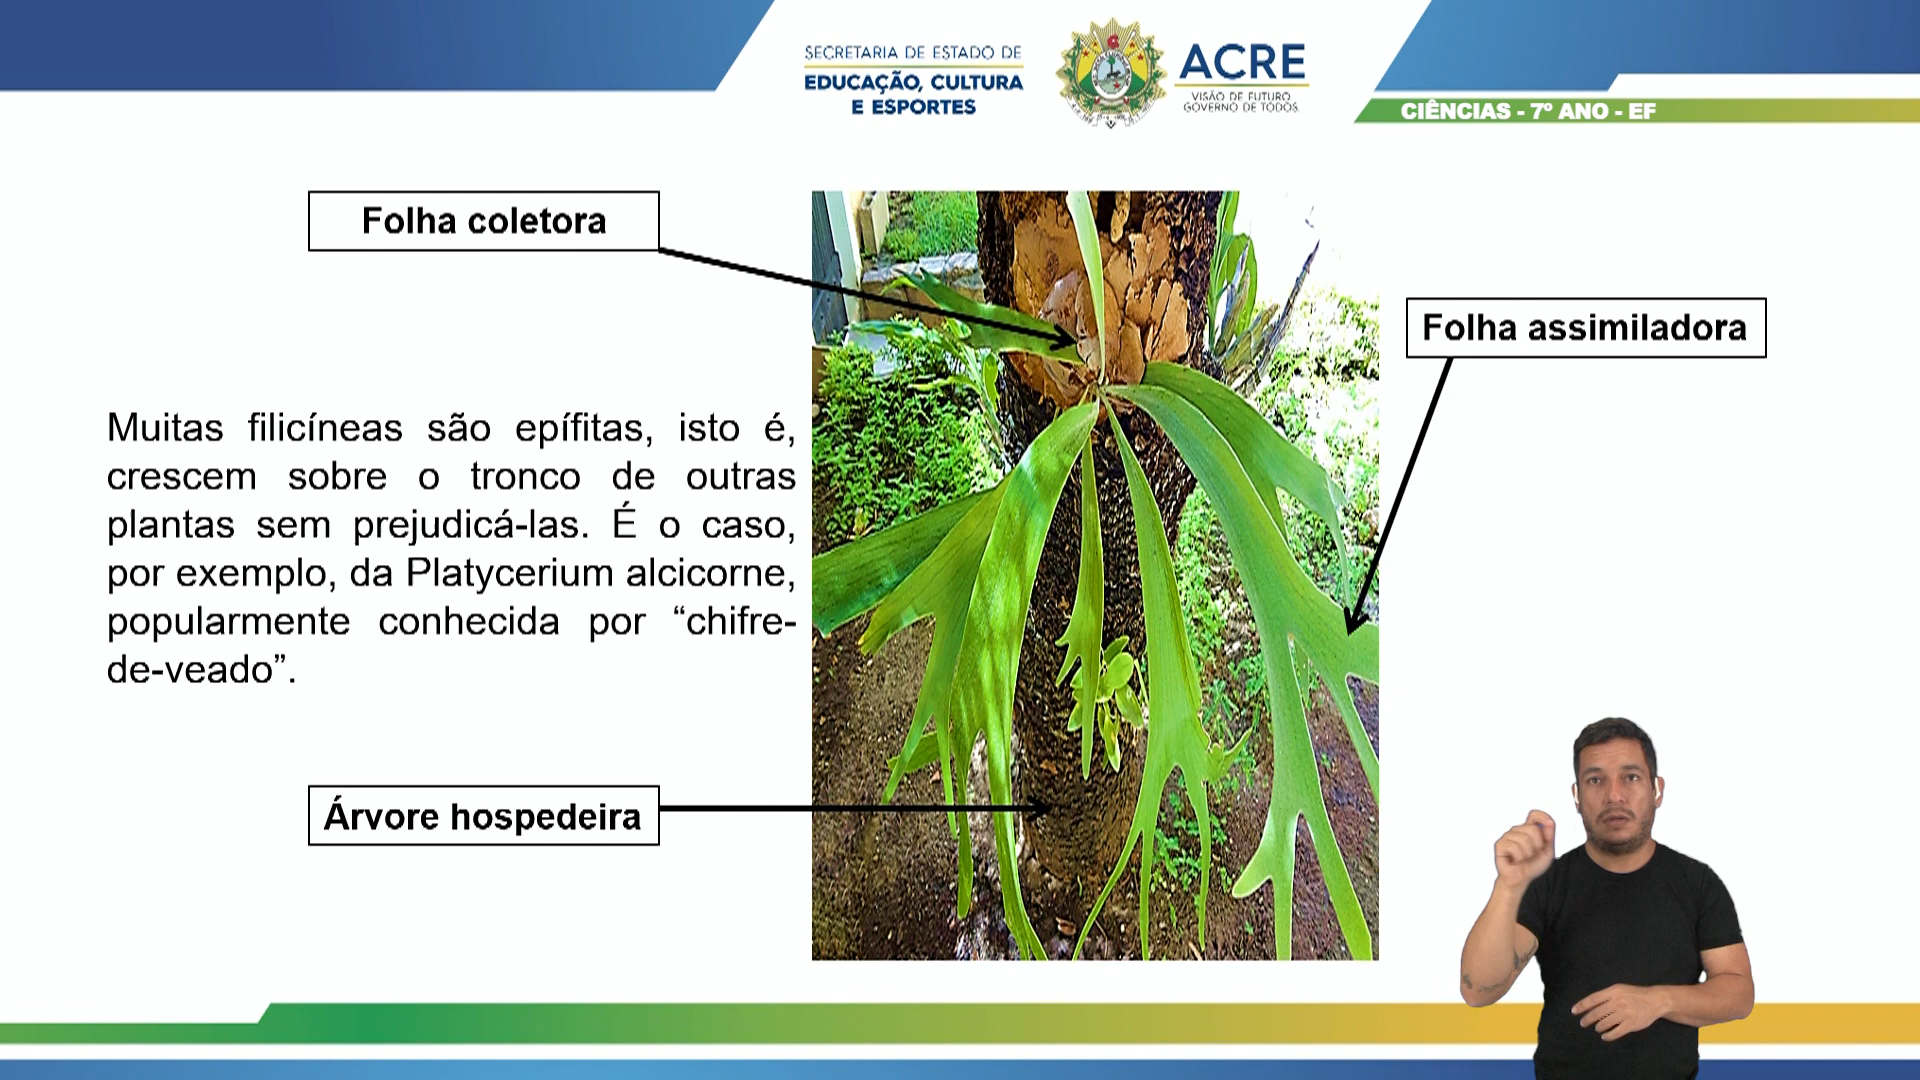 SECRETARIA DE ESTADO DE
EDUCAÇÃO, CULTURA
E ESPORTES
ACRE
VISÃO DE FUTURO
GOVERNO DE TODOS
CIÊNCIAS - 7º ANO - EF
Folha coletora
Folha assimiladora
Muitas filicíneas são epífitas, isto é,
crescem sobre o tronco de outras
plantas sem prejudicá-las. É o caso,
por exemplo, da Platycerium alcicorne,
popularmente conhecida por “chifre-
de-veado”.
Árvore hospedeira